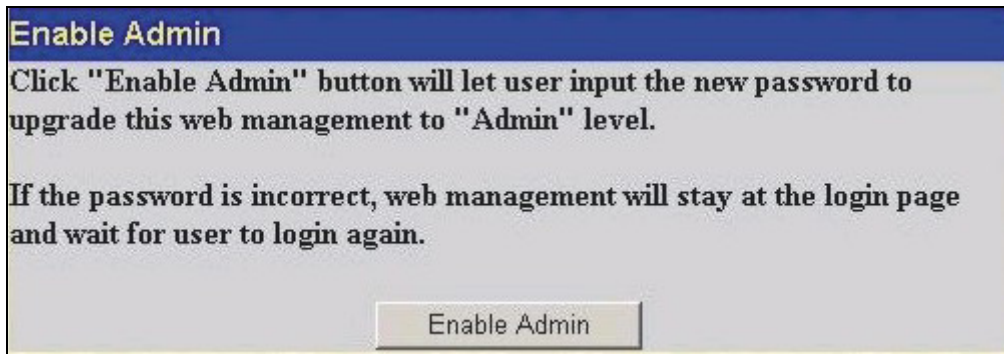 Enable Admin
Click "Enable Admin" button will let user input the new password to
upgrade this web management to "Admin" level.
If the password is incorrect, web management will stay at the login page
and wait for user to login again.
Enable Admin